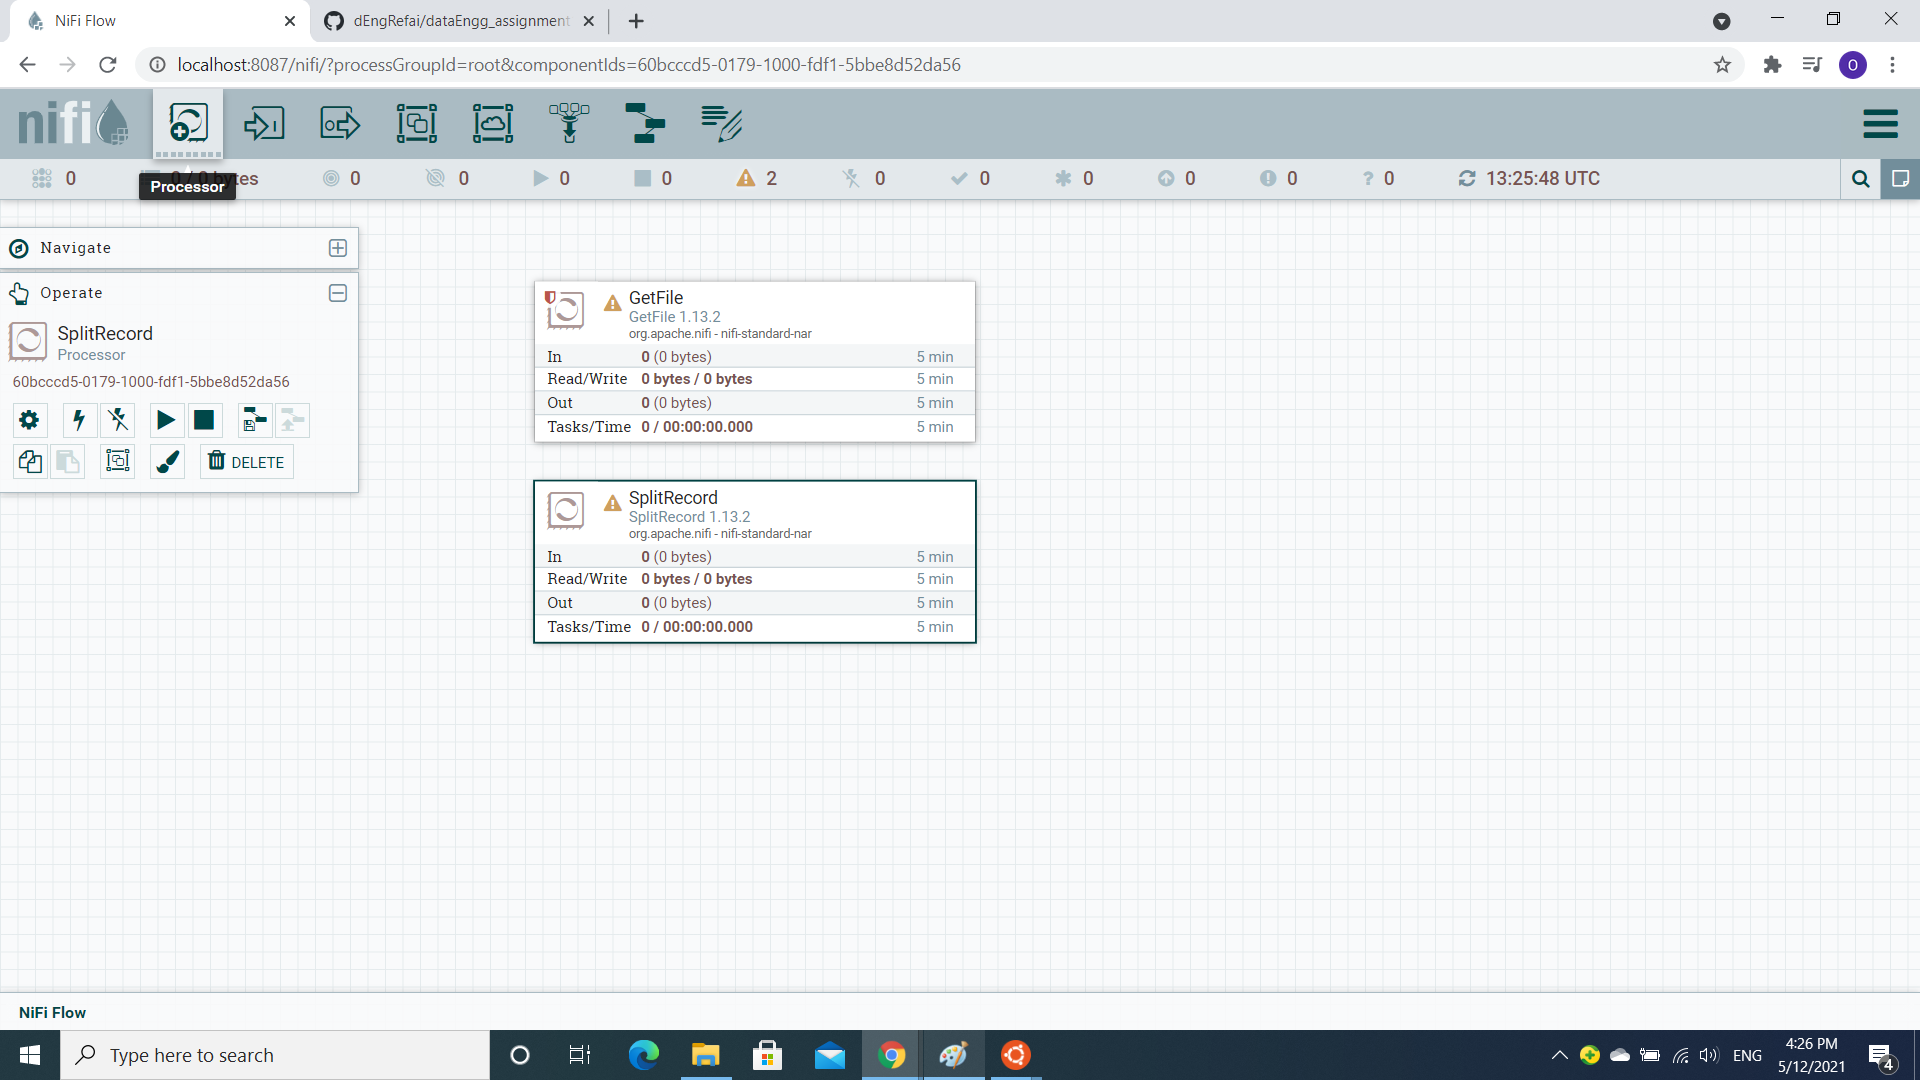 NiFi Flow
dEngRefai/dataEngg_assignment
localhost:8087/nifi/?processGroupId=root&componentIds=60bcccd5-0179-1000-fdf1-5bbe8d52da56
O
nifi
0
0 / 0 bytes
0
0
0
0
2
0
0
0
0
0
? 0
13:25:48 UTC
Processor
Navigate
Operate
SplitRecord
Processor
60bcccd5-0179-1000-fdf1-5bbe8d52da56
DELETE
GetFile
GetFile 1.13.2
org.apache.nifi - nifi-standard-nar
In 0 (0 bytes) 5 min
Read/Write 0 bytes / 0 bytes 5 min
Out 0 (0 bytes) 5 min
Tasks/Time 0 / 00:00:00.000 5 min
SplitRecord
SplitRecord 1.13.2
org.apache.nifi - nifi-standard-nar
In 0 (0 bytes) 5 min
Read/Write 0 bytes / 0 bytes 5 min
Out 0 (0 bytes) 5 min
Tasks/Time 0 / 00:00:00.000 5 min
NiFi Flow
Type here to search
ENG
4:26 PM
5/12/2021
4